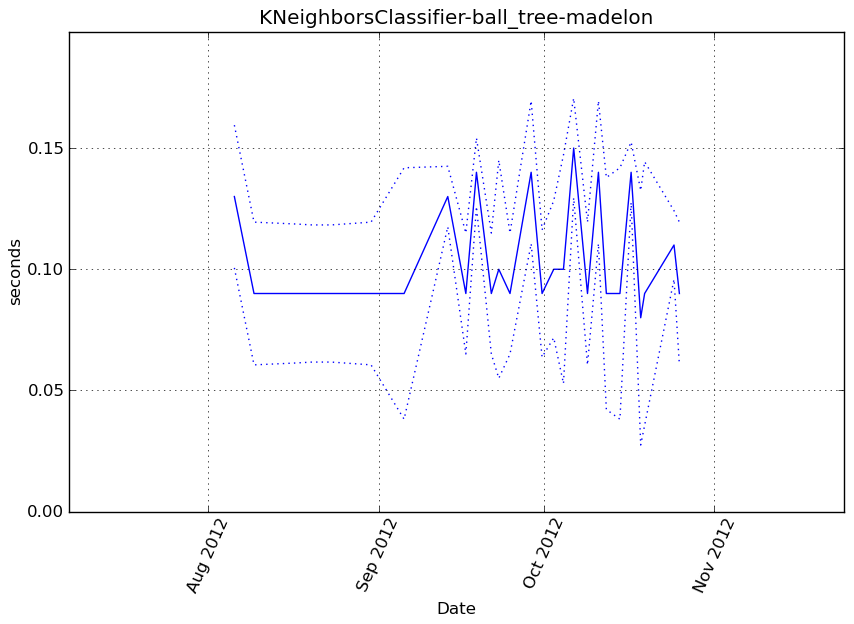 KNeighborsClassifier-ball_tree-madelon
seconds
0.15
0.10
0.05
0.00
Aug 2012
Sep 2012
Oct 2012
Nov 2012
Date